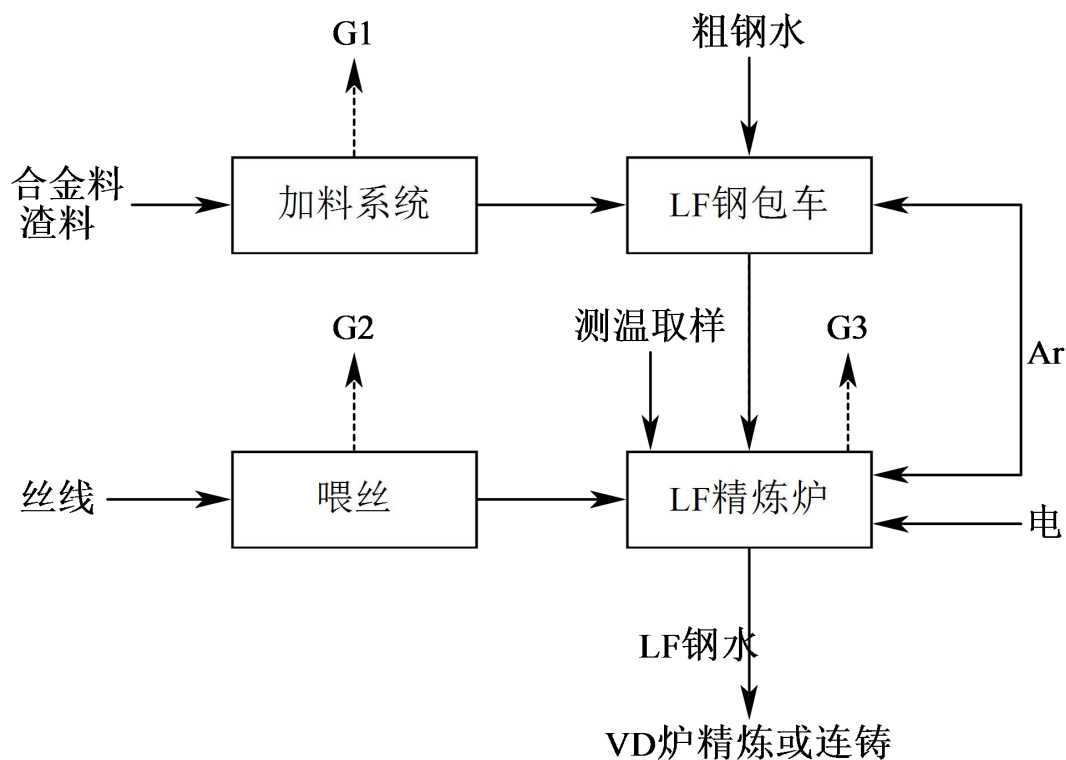 G1
粗钢水
合金料
渣料
加料系统
LF钢包车
G2
测温取样
G3
Ar
丝线
喂丝
LF精炼炉
电
LF钢水
VD炉精炼或连铸